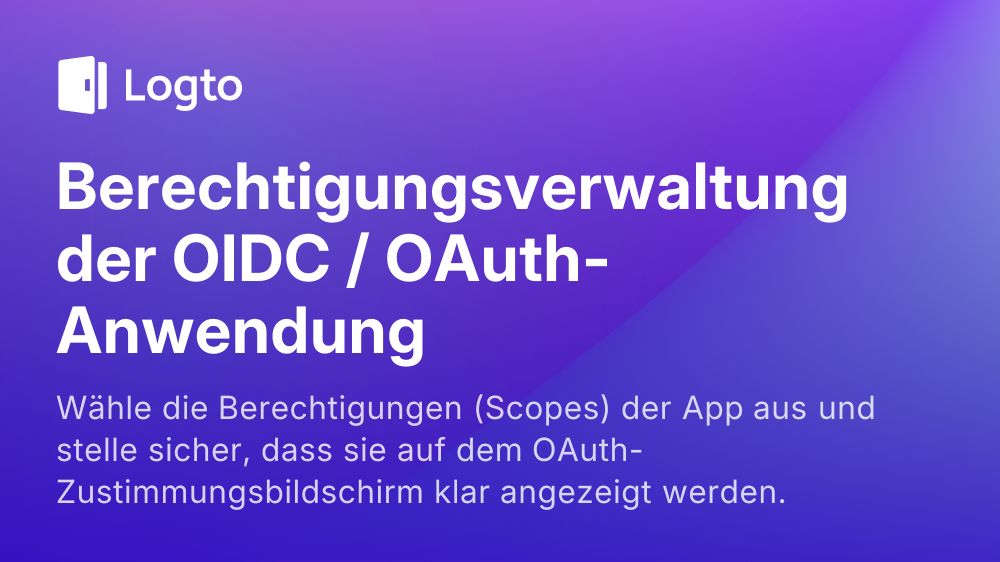 Logto
Berechtigungsverwaltung
der OIDC / OAuth-
Anwendung
Wähle die Berechtigungen (Scopes) der App aus und
stelle sicher, dass sie auf dem OAuth-
Zustimmungsbildschirm klar angezeigt werden.